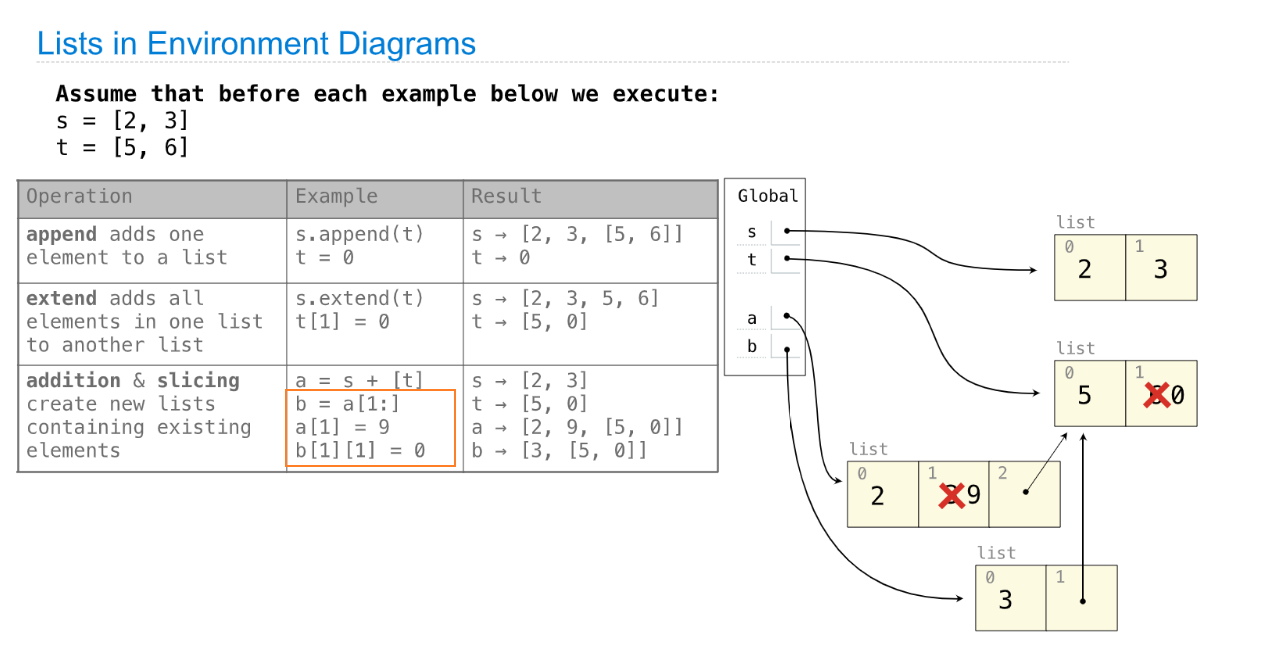 Lists in Environment Diagrams
Assume that before each example below we execute:
s = [2, 3]
t = [5, 6]
Operation
Example
Result
append adds one
element to a list
s.append(t)
t = 0
s → [2, 3, [5, 6]]
t → 0
extend adds all
elements in one list
to another list
s.extend(t)
t[1] = 0
s → [2, 3, 5, 6]
t → [5, 0]
addition & slicing
create new lists
containing existing
elements
a = s + [t]
b = a[1:]
a[1] = 9
b[1][1] = 0
s → [2, 3]
t → [5, 0]
a → [2, 9, [5, 0]]
b → [3, [5, 0]]
Global
s
t
a
b
list
0 1
2 3
list
0 1
5 0
list
0 1 2
2 9
list
0 1
3